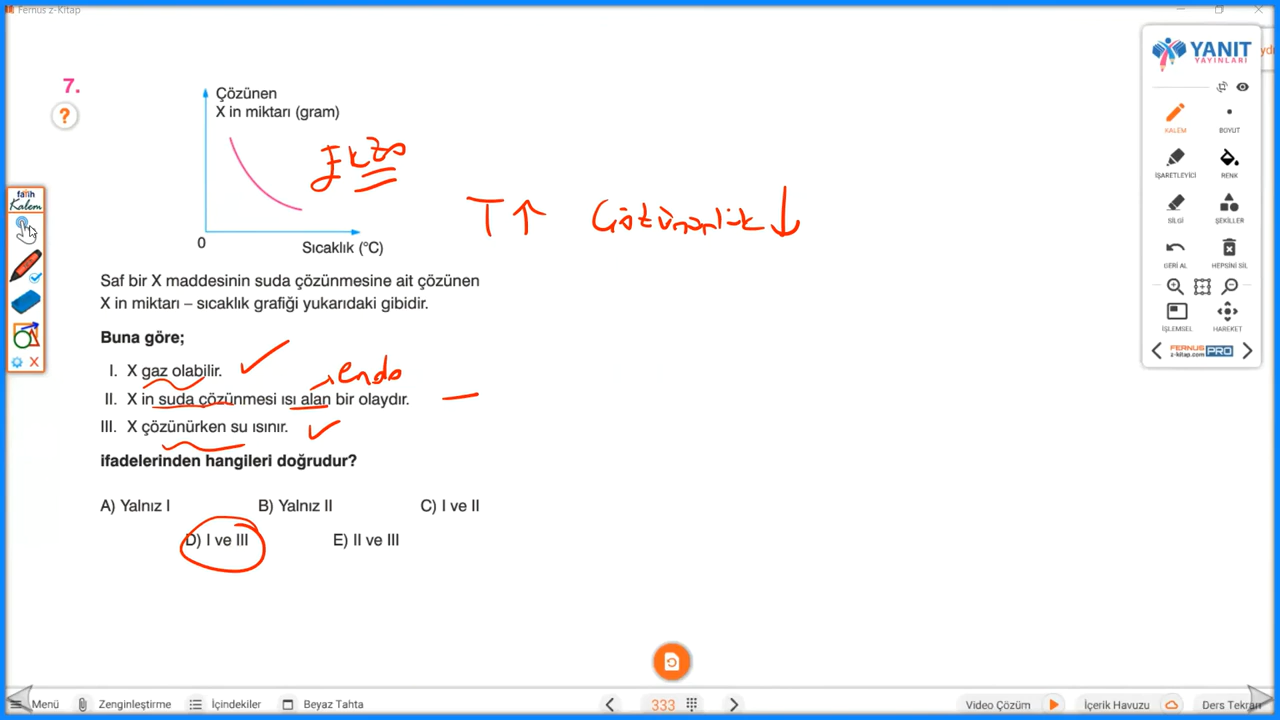 Fernus z-Kitap
YANIT
YAYINLARI
7.
?
Çözünen
X in miktarı (gram)
Ekzo
T↑ Çözünürlük ↓
0
Sıcaklık (°C)
fatih
Kalem
KALEM
BOYUT
İŞARETLEYİCİ
RENK
SİLGİ
ŞEKİLLER
GERİ AL
HEPSİNİ SİL
İŞLEMSEL
HAREKET
FERNUS PRO
z-kitap.com
Saf bir X maddesinin suda çözünmesine ait çözünen
X in miktarı – sıcaklık grafiği yukarıdaki gibidir.
Buna göre;
I. X gaz olabilir.
endo
II. X in suda çözünmesi ısı alan bir olaydır.
III. X çözünürken su ısınır.
ifadelerinden hangileri doğrudur?
A) Yalnız I B) Yalnız II C) I ve II
D) I ve III E) II ve III
Menü Zenginleştirme İçindekiler Beyaz Tahta 333 Video Çözüm İçerik Havuzu Ders Tekrarı